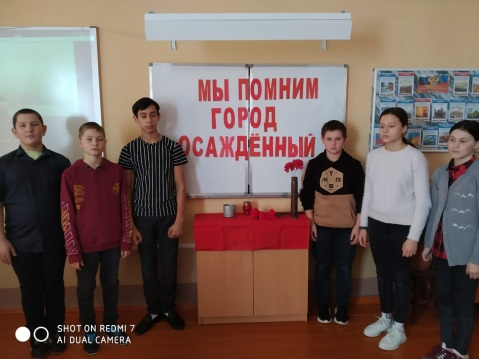 МЫ ПОМНИМ
ГОРОД
ОСАЖДЁННЫЙ
SHOT ON REDMI 7
AI DUAL CAMERA